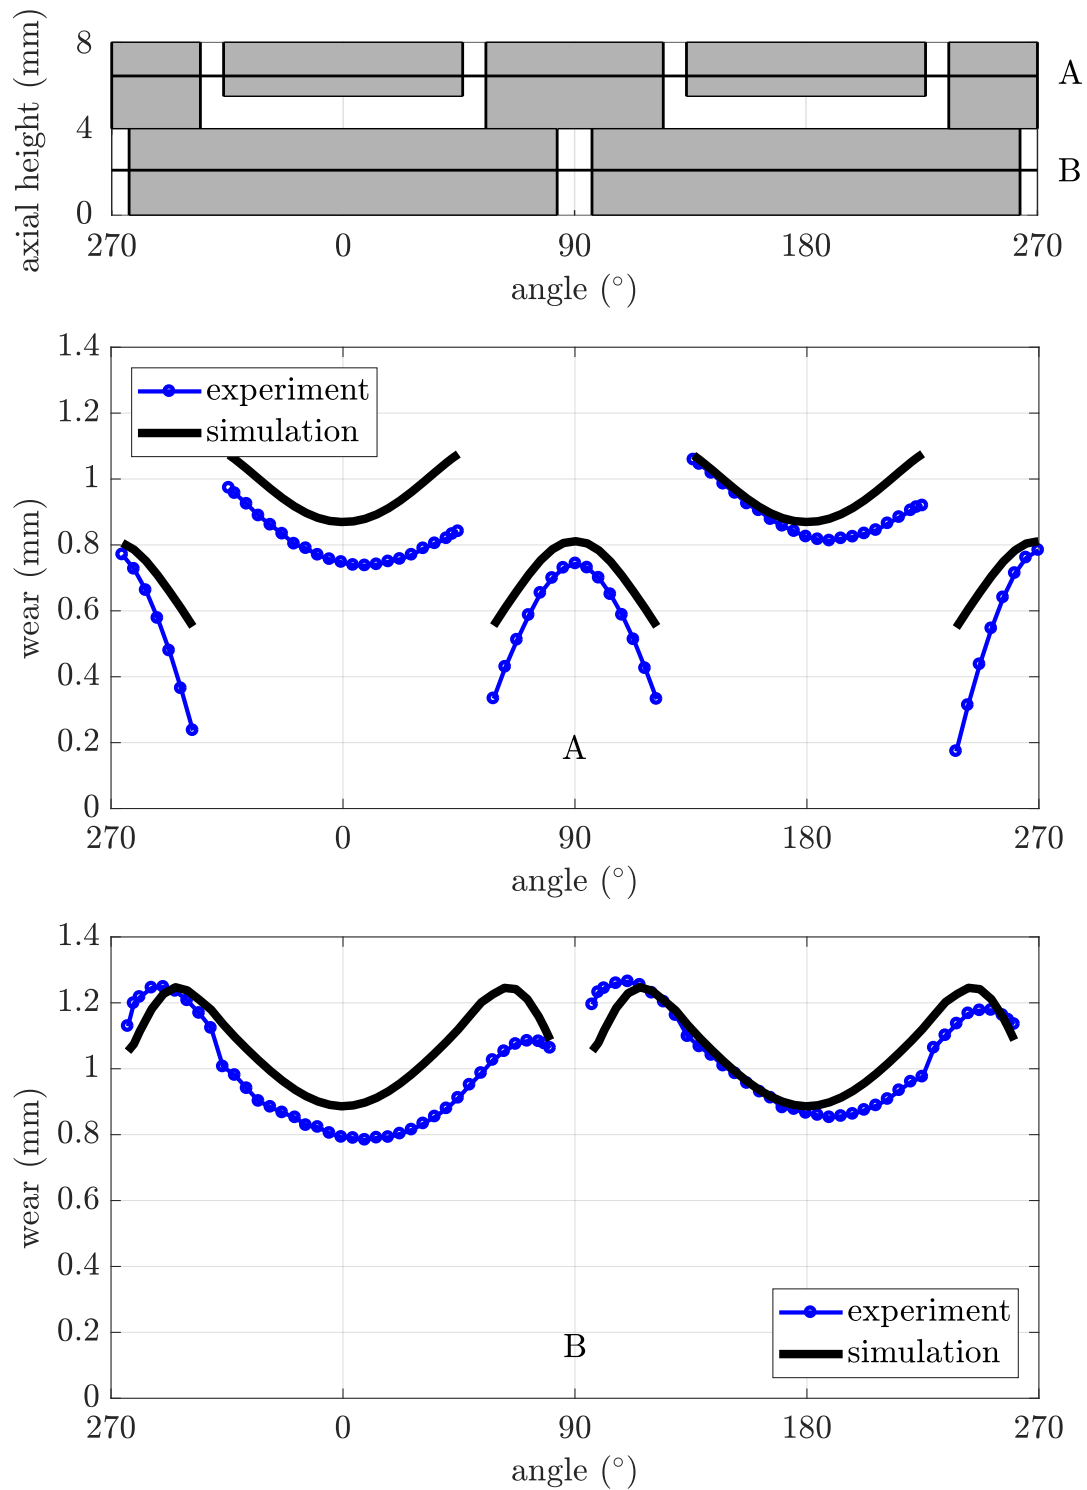 axial height (mm)
8
4
0
A
B
270 0 90 180 270
angle (°)
wear (mm)
1.4
1.2
1
0.8
0.6
0.4
0.2
0
experiment
simulation
A
270 0 90 180 270
angle (°)
wear (mm)
1.4
1.2
1
0.8
0.6
0.4
0.2
0
experiment
simulation
B
270 0 90 180 270
angle (°)